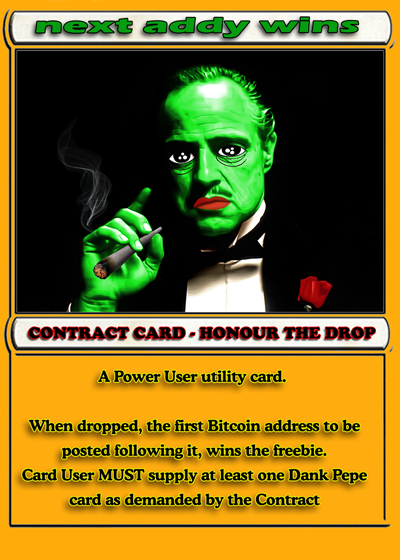 next addy wins
CONTRACT CARD - HONOUR THE DROP
A Power User utility card.
When dropped, the first Bitcoin address to be
posted following it, wins the freebie.
Card User MUST supply at least one Dank Pepe
card as demanded by the Contract